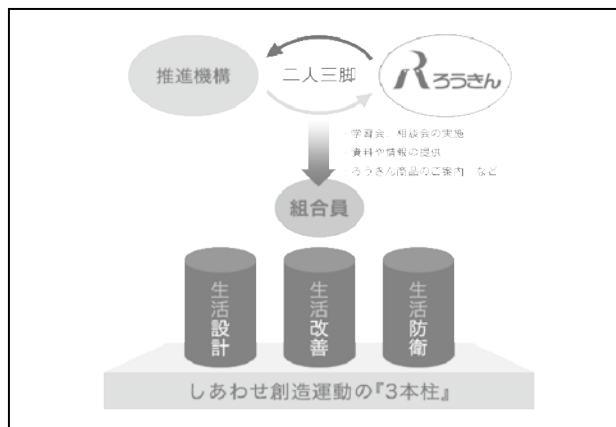 推進機構
二人三脚
ろうきん
・学習会、相談会の実施
・資料や情報の提供
・ろうきん商品のご案内　など
組合員
生活設計
生活改善
生活防衛
しあわせ創造運動の『3本柱』